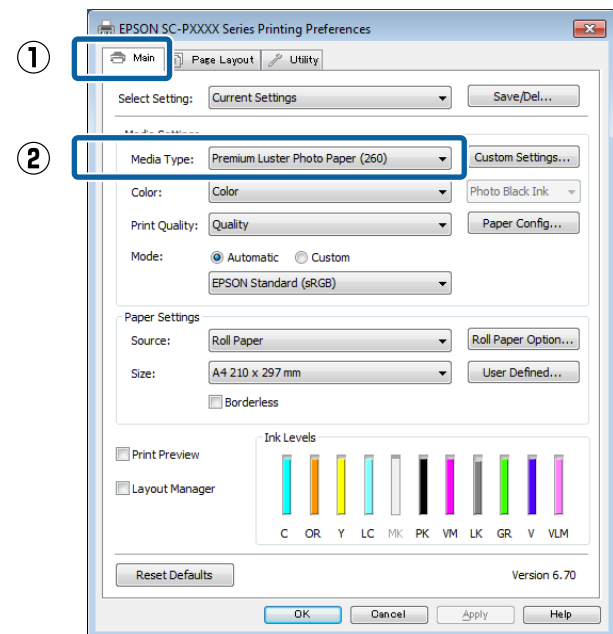 EPSON SC-PXXXX Series Printing Preferences
① Main Page Layout Utility
Select Setting: Current Settings Save/Del...
Media Settings
② Media Type: Premium Luster Photo Paper (260) Custom Settings...
Color: Color Photo Black Ink
Print Quality: Quality Paper Config...
Mode: Automatic Custom
EPSON Standard (sRGB)
Paper Settings
Source: Roll Paper Roll Paper Option...
Size: A4 210 x 297 mm User Defined...
Borderless
Ink Levels
Print Preview
Layout Manager
C OR Y LC MK PK VM LK GR V VLM
Reset Defaults Version 6.70
OK Cancel Apply Help